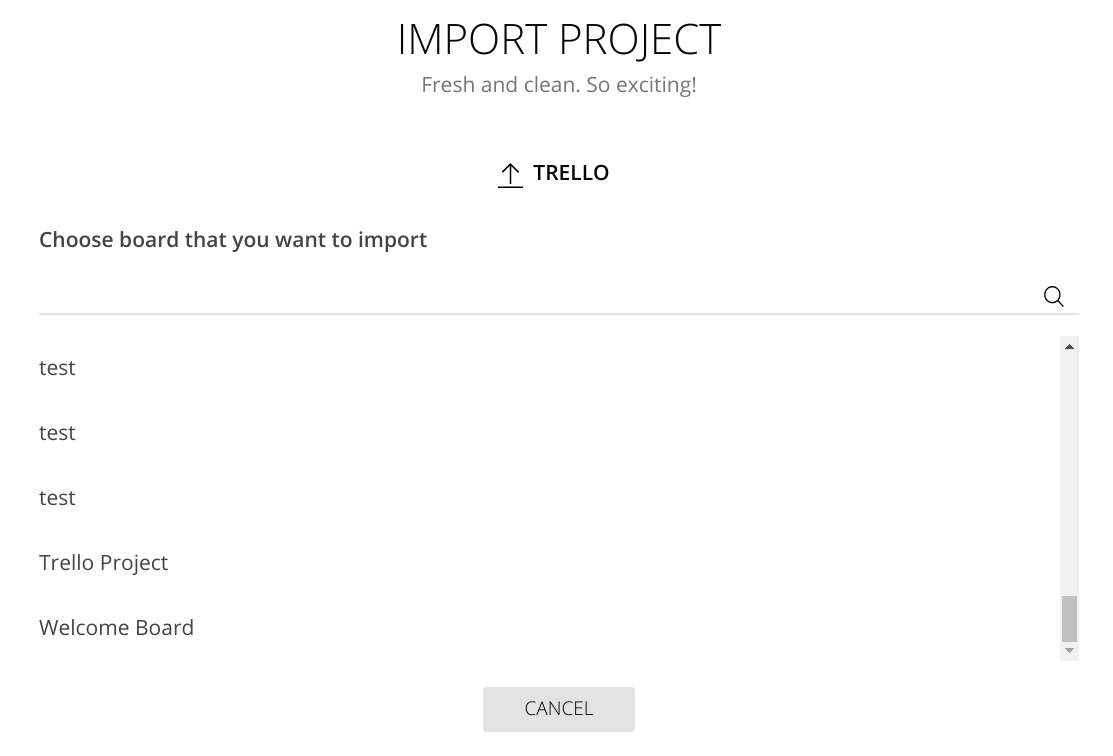 IMPORT PROJECT
Fresh and clean. So exciting!
TRELLO
Choose board that you want to import
test
test
test
Trello Project
Welcome Board
CANCEL